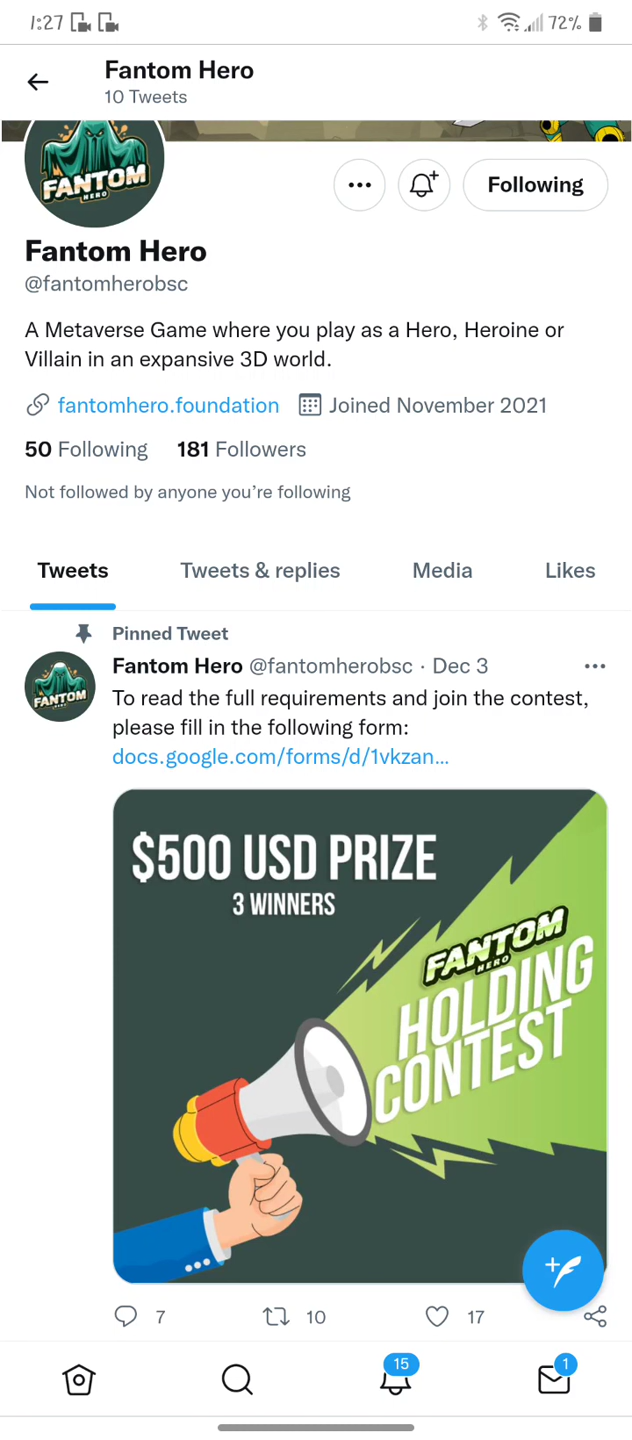 1:27
72%
Fantom Hero
10 Tweets
FANTOM
HERO
Following
Fantom Hero
@fantomherobsc
A Metaverse Game where you play as a Hero, Heroine or
Villain in an expansive 3D world.
fantomhero.foundation
Joined November 2021
50 Following
181 Followers
Not followed by anyone you're following
Tweets
Tweets & replies
Media
Likes
Pinned Tweet
Fantom Hero @fantomherobsc · Dec 3
FANTOM
To read the full requirements and join the contest,
please fill in the following form:
docs.google.com/forms/d/1vkzan...
$500 USD PRIZE
3 WINNERS
FANTOM
HERO
HOLDING
CONTEST
7
10
17
15
1